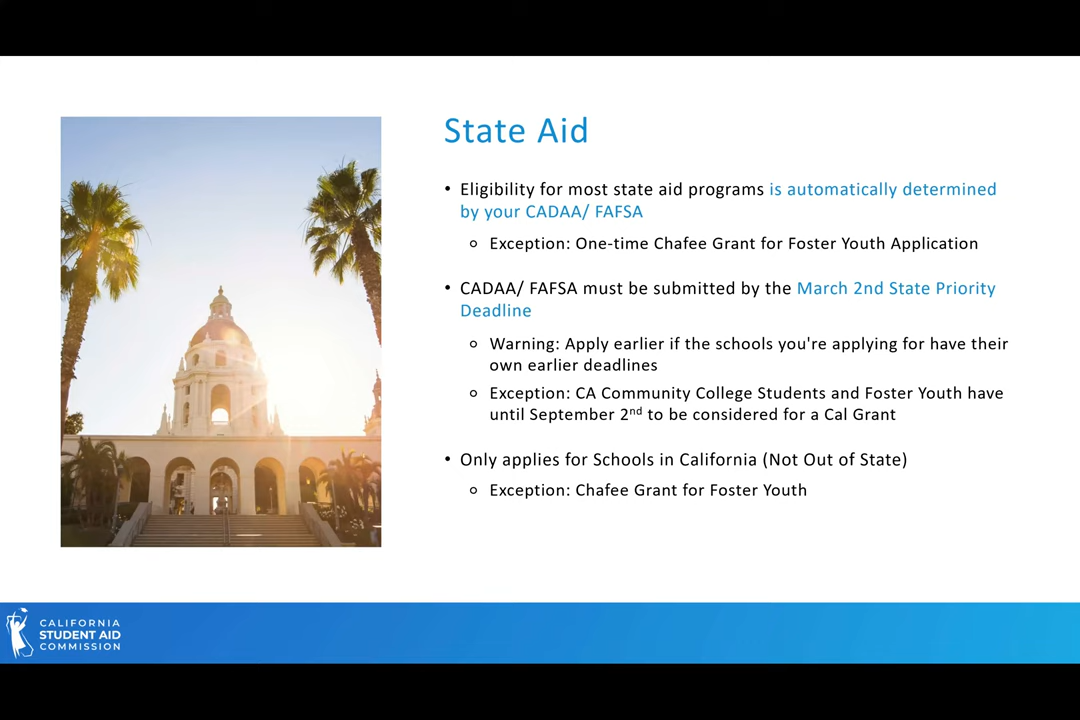 State Aid
• Eligibility for most state aid programs is automatically determined
by your CADAA/ FAFSA
o Exception: One-time Chafee Grant for Foster Youth Application
• CADAA/ FAFSA must be submitted by the March 2nd State Priority
Deadline
o Warning: Apply earlier if the schools you're applying for have their
own earlier deadlines
o Exception: CA Community College Students and Foster Youth have
until September 2nd to be considered for a Cal Grant
• Only applies for Schools in California (Not Out of State)
o Exception: Chafee Grant for Foster Youth
CALIFORNIA
STUDENT AID
COMMISSION